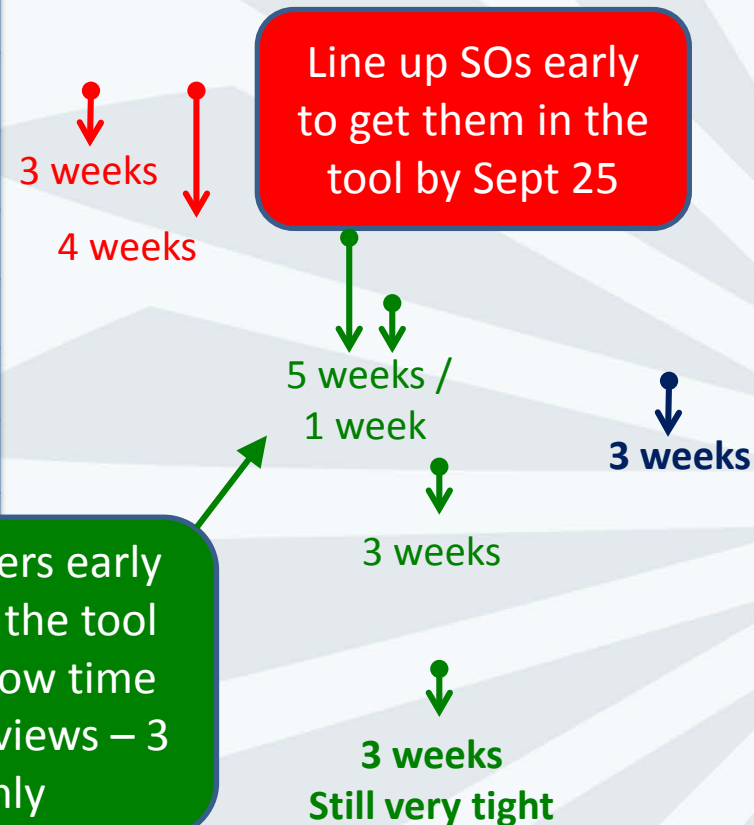 Line up SOs early
to get them in the
tool by Sept 25
3 weeks
4 weeks
5 weeks /
1 week
3 weeks
3 weeks
ers early
the tool
ow time
views – 3
nly
3 weeks
Still very tight